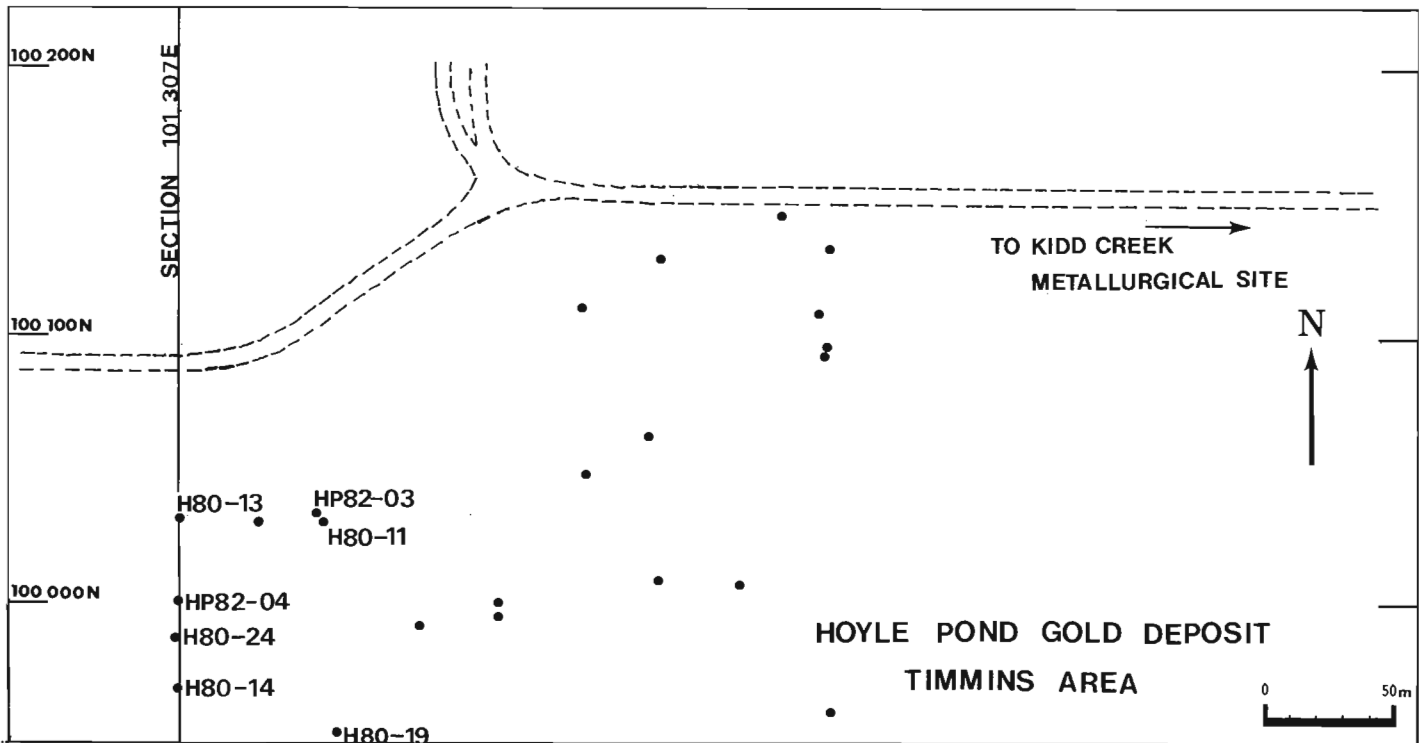 100 200N
SECTION 101 307E
TO KIDD CREEK
METALLURGICAL SITE
100 100N
N
H80-13
HP82-03
H80-11
100 000N
HP82-04
H80-24
HOYLE POND GOLD DEPOSIT
TIMMINS AREA
H80-14
0 50m
H80-19